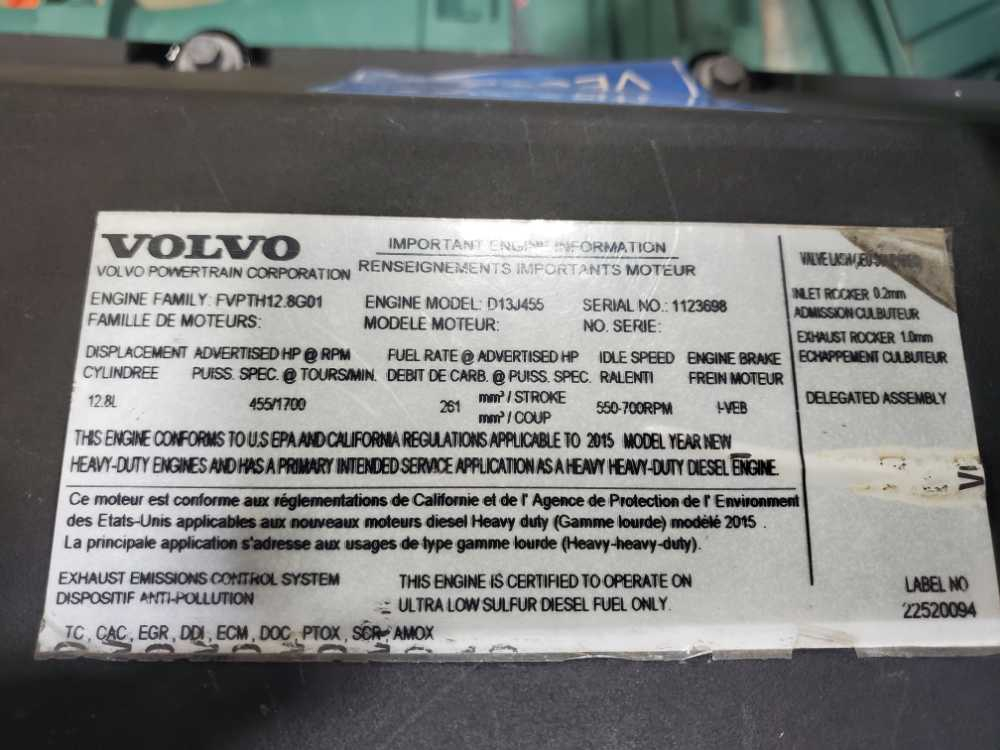 VOLVO
VOLVO POWERTRAIN CORPORATION
IMPORTANT ENGINE INFORMATION
RENSEIGNEMENTS IMPORTANTS MOTEUR
ENGINE FAMILY: FVPTH12.8G01 ENGINE MODEL: D13J455 SERIAL NO.: 1123698
FAMILLE DE MOTEURS: MODELE MOTEUR: NO. SERIE:
DISPLACEMENT ADVERTISED HP @ RPM FUEL RATE @ ADVERTISED HP IDLE SPEED ENGINE BRAKE
CYLINDREE PUISS. SPEC. @ TOURS/MIN. DEBIT DE CARB. @ PUISS. SPEC. RALENTI FREIN MOTEUR
12.8L 455/1700 261 mm³ / STROKE 550-700RPM I-VEB
mm³ / COUP
THIS ENGINE CONFORMS TO U.S EPA AND CALIFORNIA REGULATIONS APPLICABLE TO 2015 MODEL YEAR NEW
HEAVY-DUTY ENGINES AND HAS A PRIMARY INTENDED SERVICE APPLICATION AS A HEAVY HEAVY-DUTY DIESEL ENGINE.
Ce moteur est conforme aux réglementations de Californie et de l' Agence de Protection de l' Environment
des Etats-Unis applicables aux nouveaux moteurs diesel Heavy duty (Gamme lourde) modélé 2015 .
La principale application s'adresse aux usages de type gamme lourde (Heavy-heavy-duty).
EXHAUST EMISSIONS CONTROL SYSTEM
DISPOSITIF ANTI-POLLUTION
THIS ENGINE IS CERTIFIED TO OPERATE ON
ULTRA LOW SULFUR DIESEL FUEL ONLY.
TC , CAC , EGR , DDI , ECM , DOC , PTOX , SCR- AMOX
VALVE LASH
INLET ROCKER 0.2mm
ADMISSION CULBUTEUR
EXHAUST ROCKER 1.0mm
ECHAPPEMENT CULBUTEUR
DELEGATED ASSEMBLY
LABEL NO
22520094